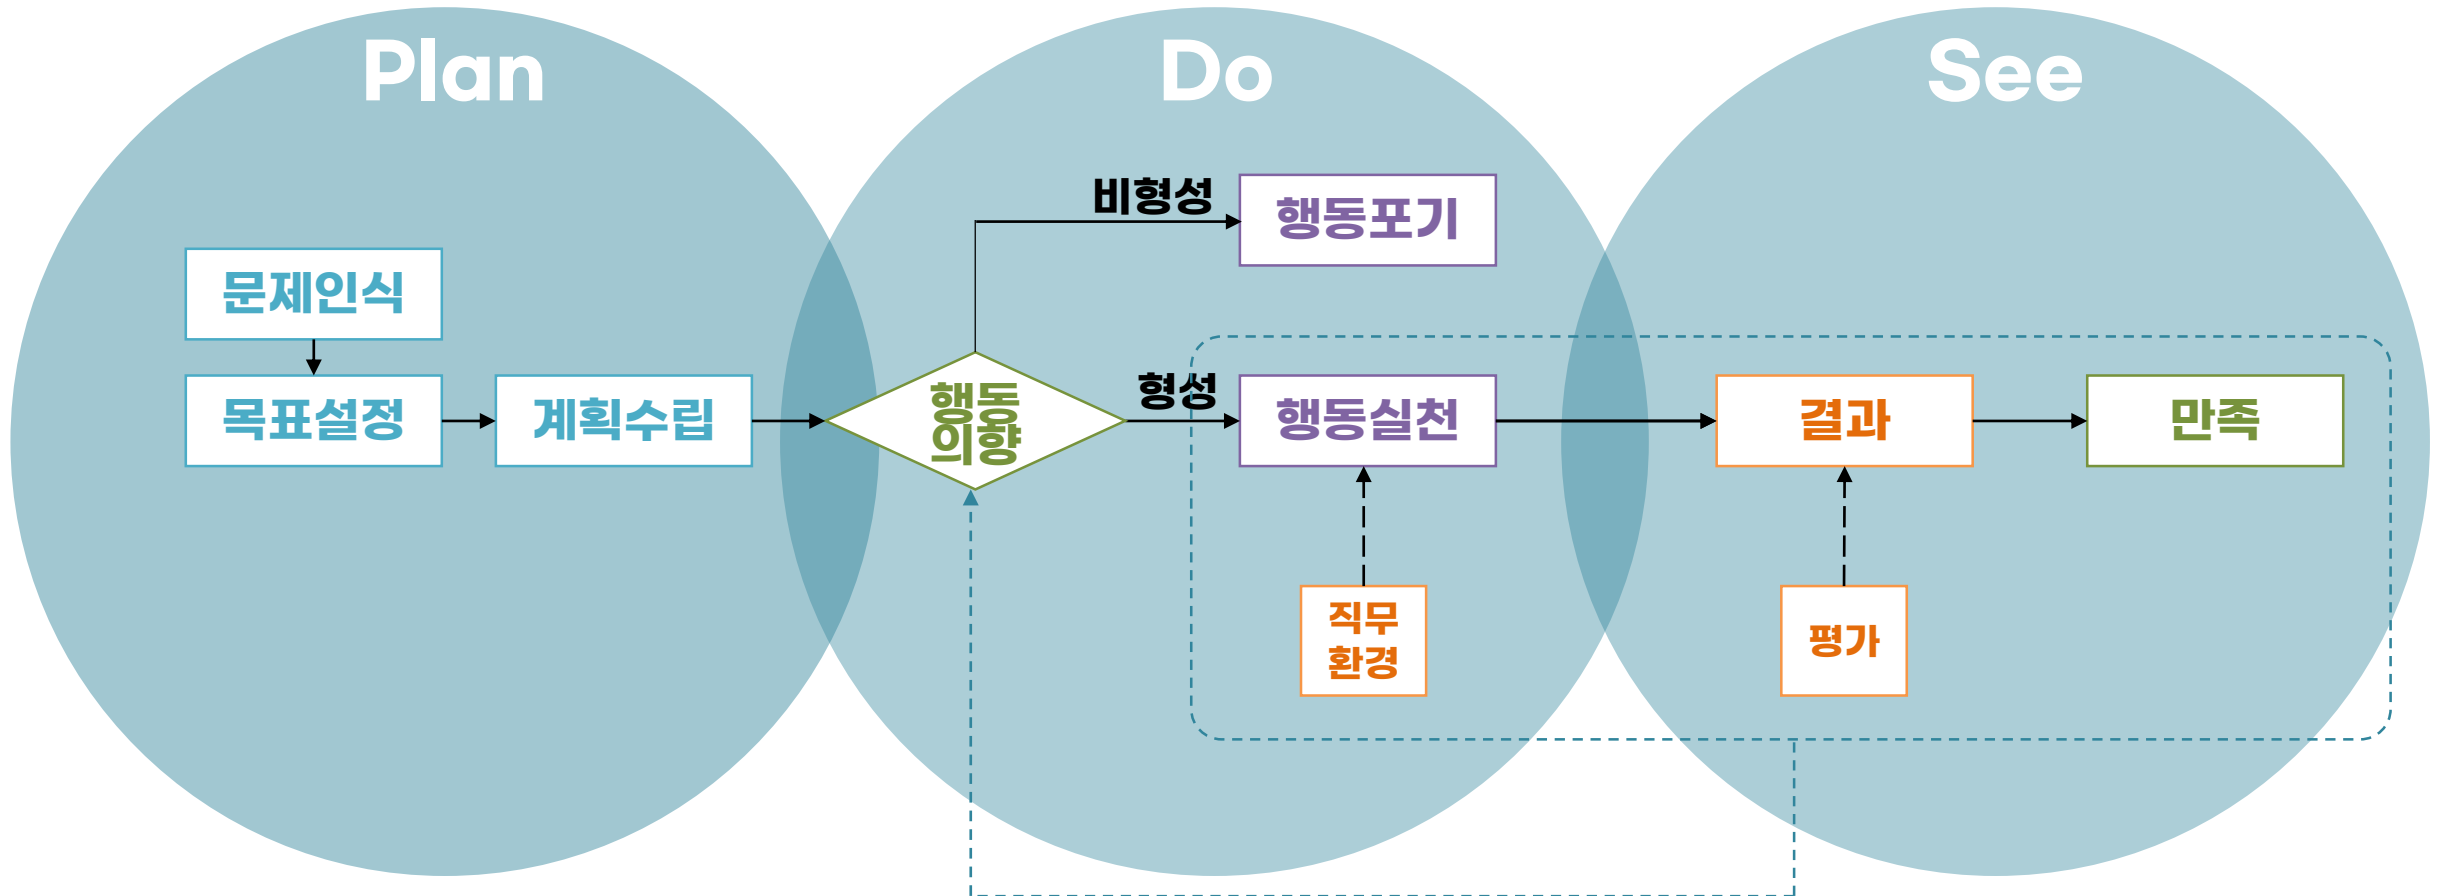 Plan
Do
See
비형성
행동포기
문제인식
목표설정
계획수립
행동
의향
형성
행동실천
결과
만족
직무
환경
평가